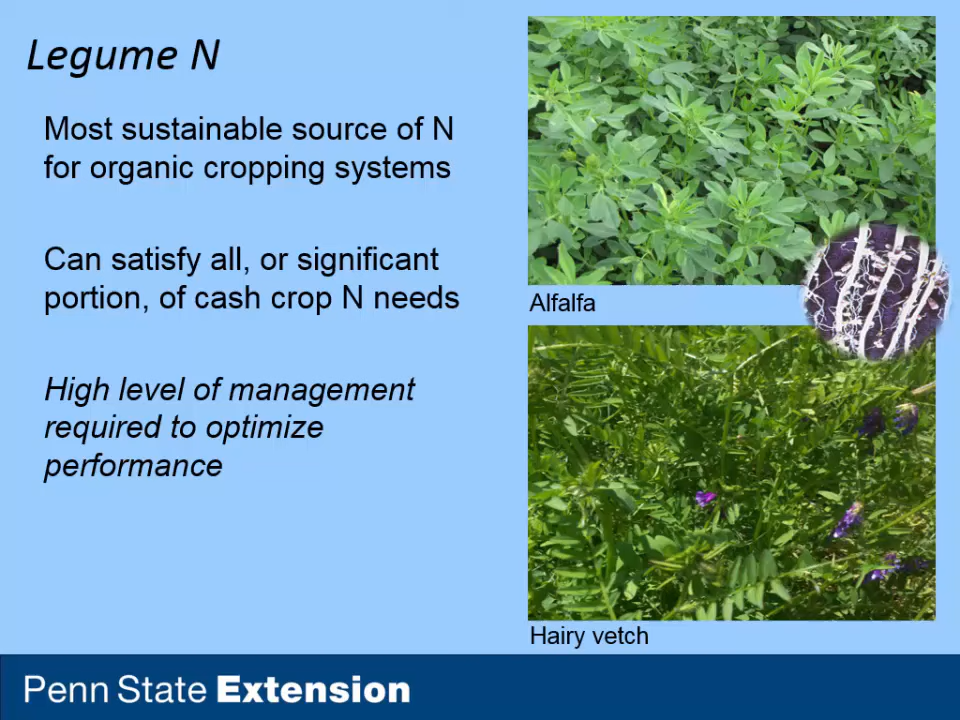 Legume N
Most sustainable source of N
for organic cropping systems
Can satisfy all, or significant
portion, of cash crop N needs
High level of management
required to optimize
performance
Alfalfa
Hairy vetch
Penn State Extension